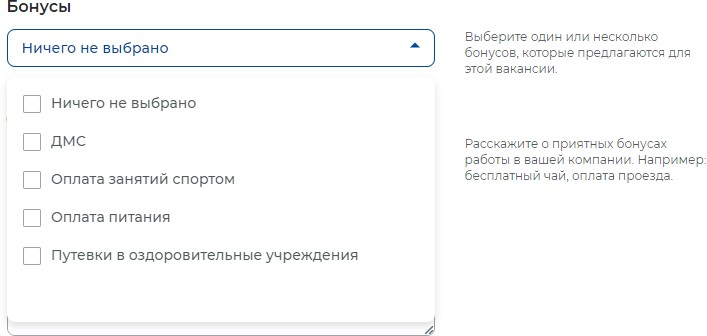 Бонусы
Ничего не выбрано
Выберите один или несколько
бонусов, которые предлагаются для
этой вакансии.
Ничего не выбрано
ДМС
Оплата занятий спортом
Оплата питания
Путевки в оздоровительные учреждения
Расскажите о приятных бонусах
работы в вашей компании. Например:
бесплатный чай, оплата проезда.